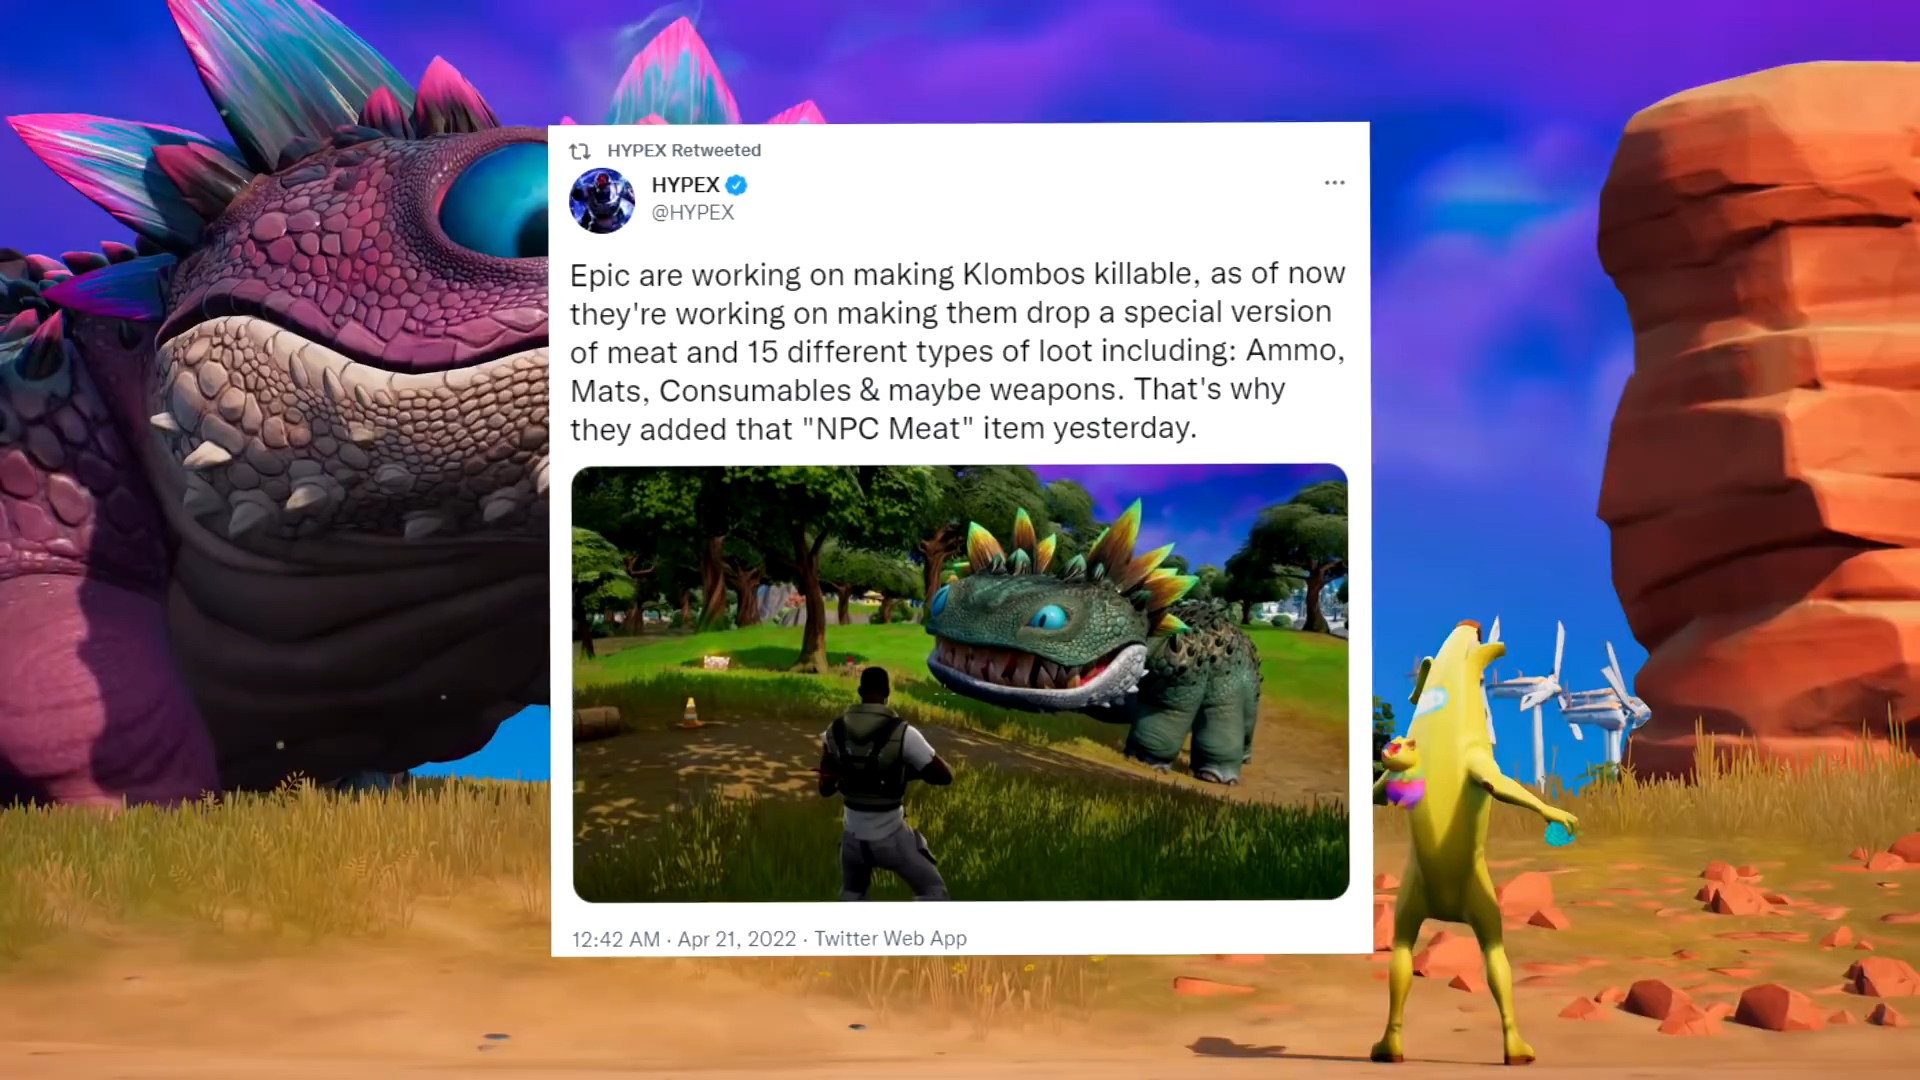 HYPEX Retweeted
HYPEX
@HYPEX
Epic are working on making Klombos killable, as of now
they're working on making them drop a special version
of meat and 15 different types of loot including: Ammo,
Mats, Consumables & maybe weapons. That's why
they added that "NPC Meat" item yesterday.
12:42 AM · Apr 21, 2022 · Twitter Web App